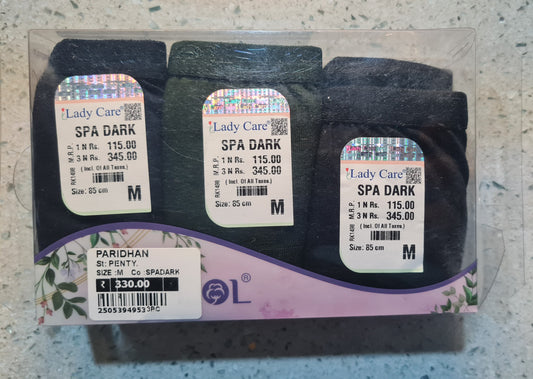 Lady Care®
SPA DARK
RK1498
M.R.P.
1 N Rs. 115.00
3 N Rs. 345.00
( Incl. Of All Taxes.)
Size: 85 cm
M
Lady Care®
SPA DARK
RK1498
M.R.P.
1 N Rs. 115.00
3 N Rs. 345.00
( Incl. Of All Taxes.)
Size: 85 cm
M
Lady Care®
SPA DARK
RK1498
M.R.P.
1 N Rs. 115.00
3 N Rs. 345.00
( Incl. Of All Taxes.)
Size: 85 cm
M
PARIDHAN
St: PENTY.
SIZE :M Co :SPADARK
₹ 330.00
OL®